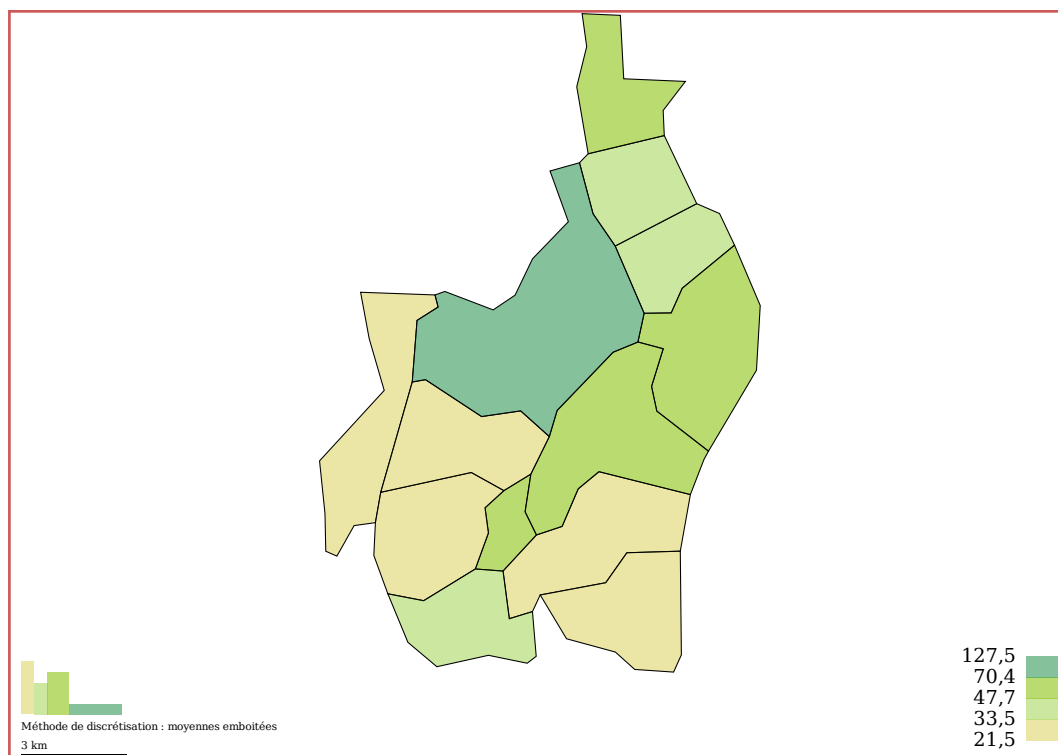 127,5
70,4
47,7
33,5
21,5
Méthode de discrétisation : moyennes emboitées
3 km